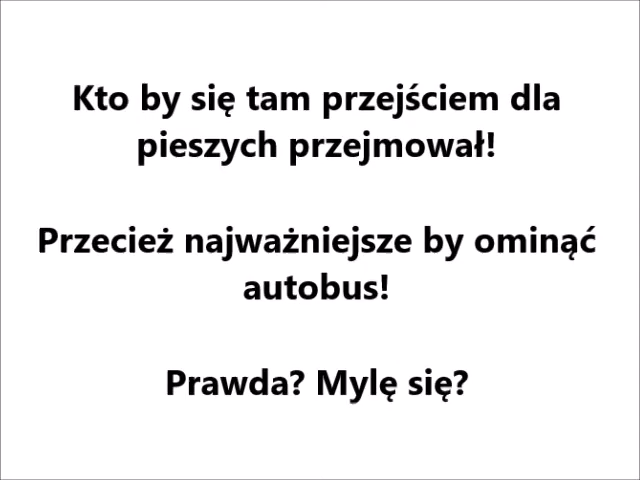 Kto by się tam przejściem dla
pieszych przejmował!
Przecież najważniejsze by ominąć
autobus!
Prawda? Mylę się?